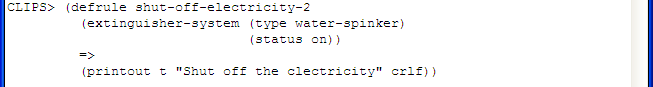 CLIPS> (defrule shut-off-electricity-2
(extinguisher-system (type water-spinker)
(status on))
=>
(printout t "Shut off the clectricity" crlf))